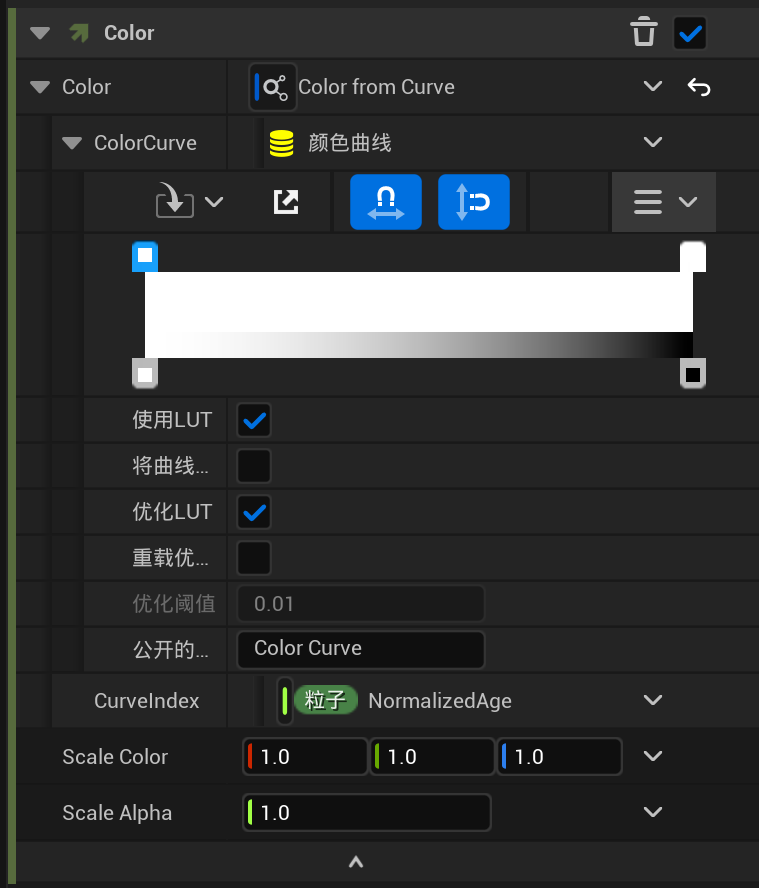 Color
Color Color from Curve
ColorCurve 颜色曲线
使用LUT
将曲线...
优化LUT
重载优...
优化阈值 0.01
公开的... Color Curve
CurveIndex 粒子 NormalizedAge
Scale Color 1.0 1.0 1.0
Scale Alpha 1.0